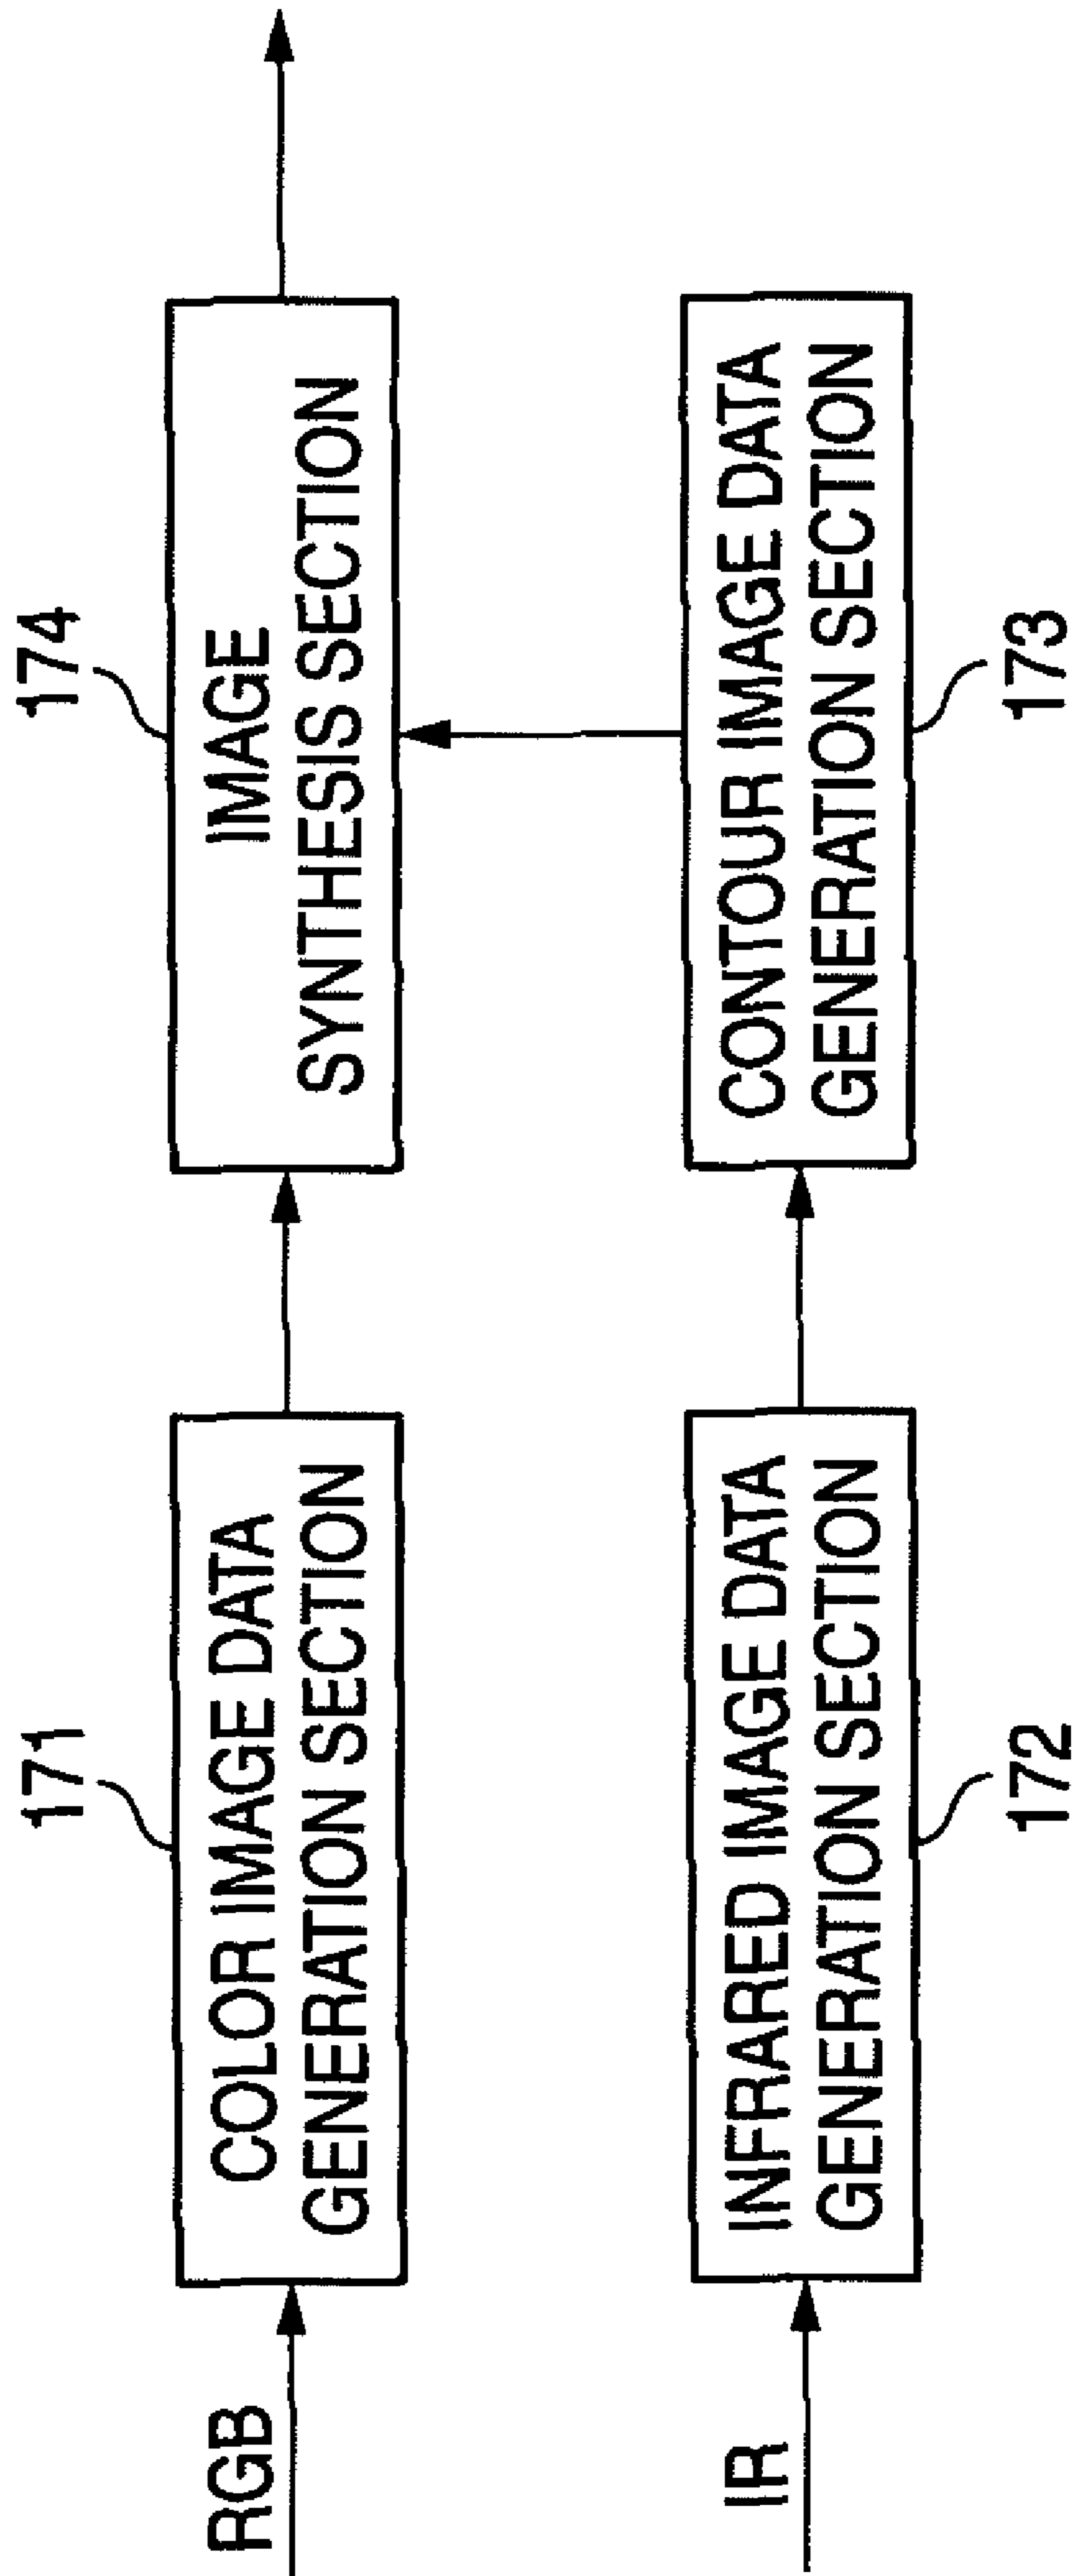 RGB
171
COLOR IMAGE DATA
GENERATION SECTION
174
IMAGE
SYNTHESIS SECTION
IR
INFRARED IMAGE DATA
GENERATION SECTION
172
CONTOUR IMAGE DATA
GENERATION SECTION
173